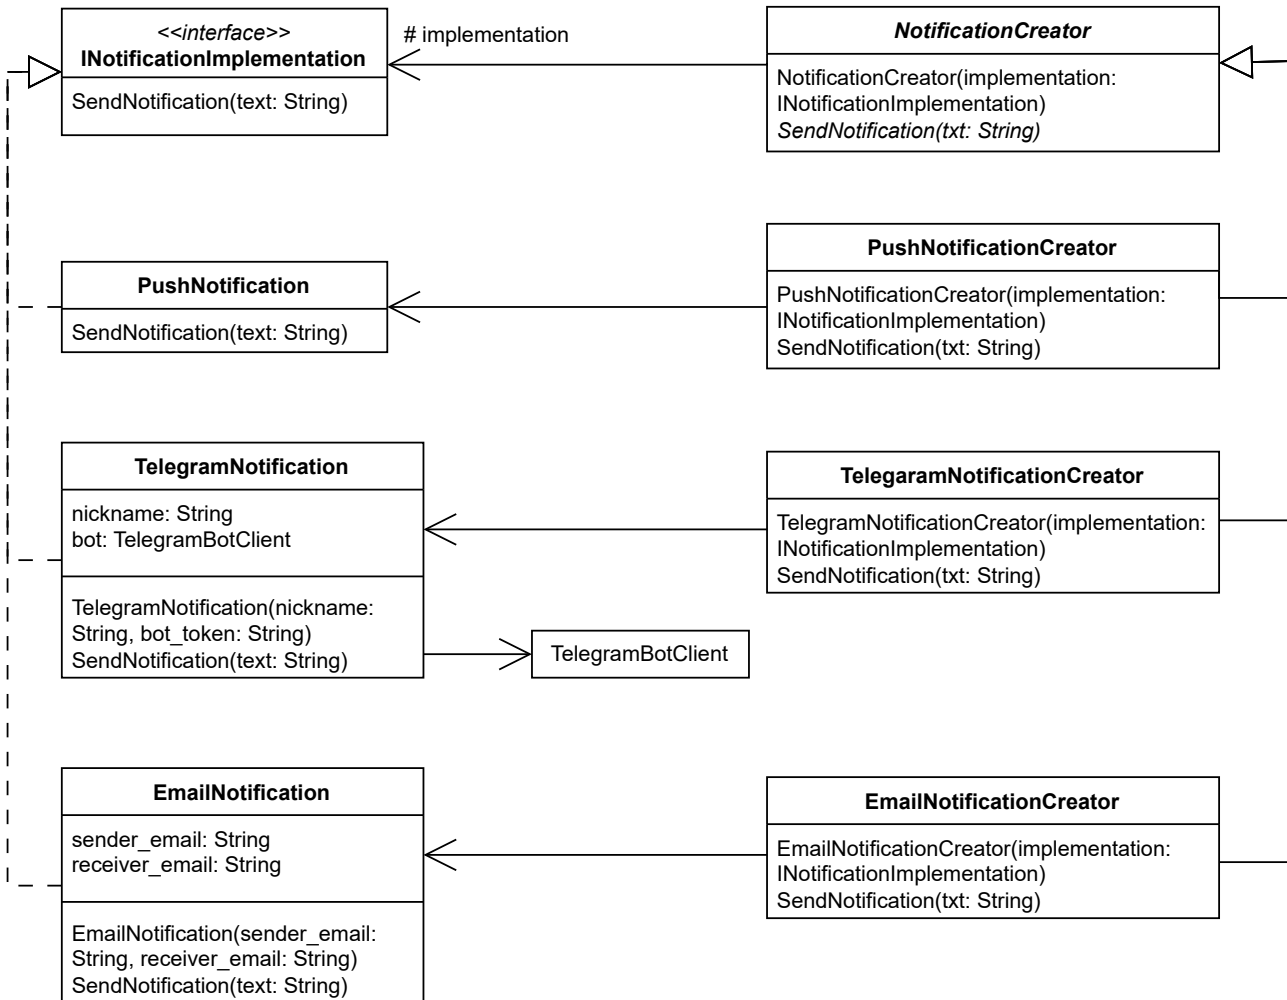 <<interface>>
INotificationImplementation
SendNotification(text: String)
# implementation
NotificationCreator
NotificationCreator(implementation:
INotificationImplementation)
SendNotification(txt: String)
PushNotification
SendNotification(text: String)
PushNotificationCreator
PushNotificationCreator(implementation:
INotificationImplementation)
SendNotification(txt: String)
TelegramNotification
nickname: String
bot: TelegramBotClient
TelegramNotification(nickname:
String, bot_token: String)
SendNotification(text: String)
TelegaramNotificationCreator
TelegramNotificationCreator(implementation:
INotificationImplementation)
SendNotification(txt: String)
TelegramBotClient
EmailNotification
sender_email: String
receiver_email: String
EmailNotification(sender_email:
String, receiver_email: String)
SendNotification(text: String)
EmailNotificationCreator
EmailNotificationCreator(implementation:
INotificationImplementation)
SendNotification(txt: String)